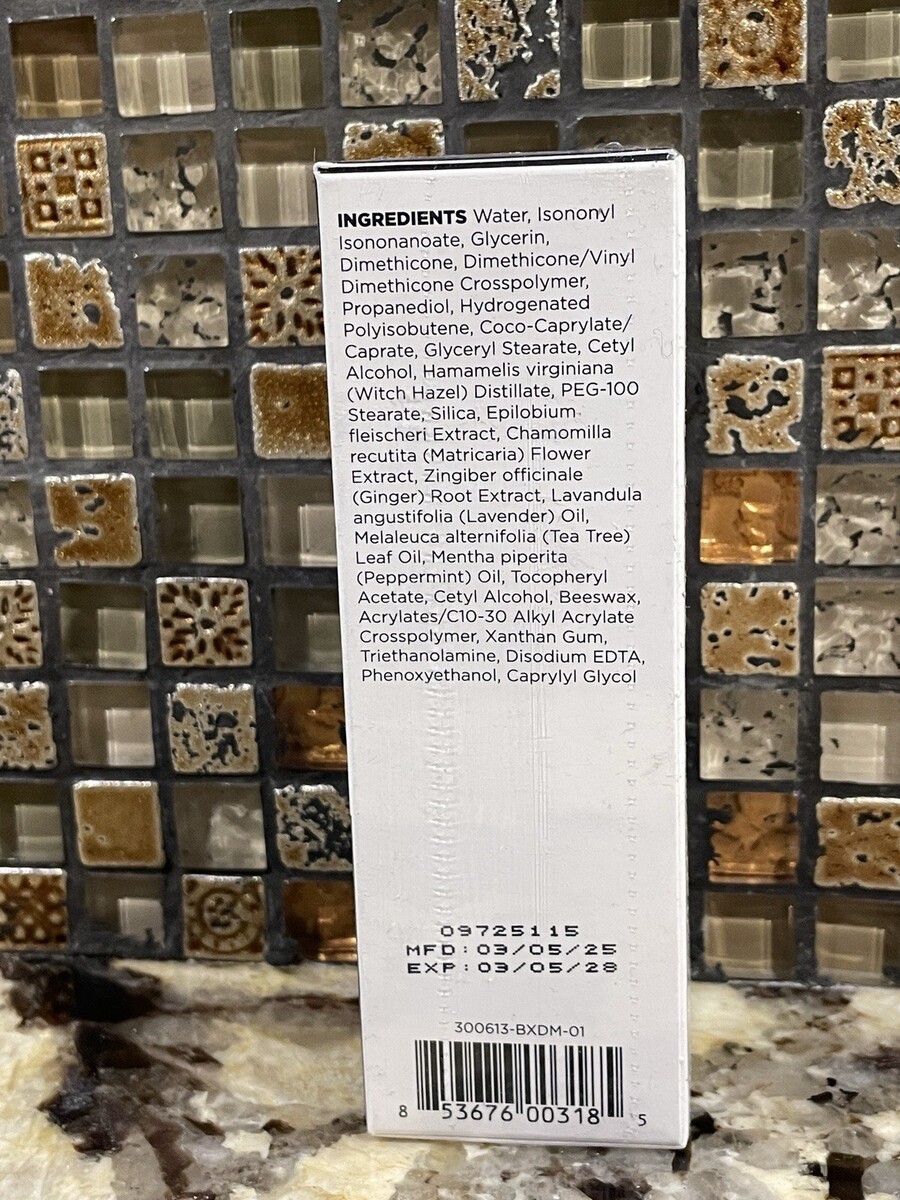 INGREDIENTS Water, Isononyl
Isononanoate, Glycerin,
Dimethicone, Dimethicone/Vinyl
Dimethicone Crosspolymer,
Propanediol, Hydrogenated
Polyisobutene, Coco-Caprylate/
Caprate, Glyceryl Stearate, Cetyl
Alcohol, Hamamelis virginiana
(Witch Hazel) Distillate, PEG-100
Stearate, Silica, Epilobium
fleischeri Extract, Chamomilla
recutita (Matricaria) Flower
Extract, Zingiber officinale
(Ginger) Root Extract, Lavandula
angustifolia (Lavender) Oil,
Melaleuca alternifolia (Tea Tree)
Leaf Oil, Mentha piperita
(Peppermint) Oil, Tocopheryl
Acetate, Cetyl Alcohol, Beeswax,
Acrylates/C10-30 Alkyl Acrylate
Crosspolymer, Xanthan Gum,
Triethanolamine, Disodium EDTA,
Phenoxyethanol, Caprylyl Glycol
09725115
MFD:03/05/25
EXP:03/05/28
300613-BXDM-01
8 53676 00318 5